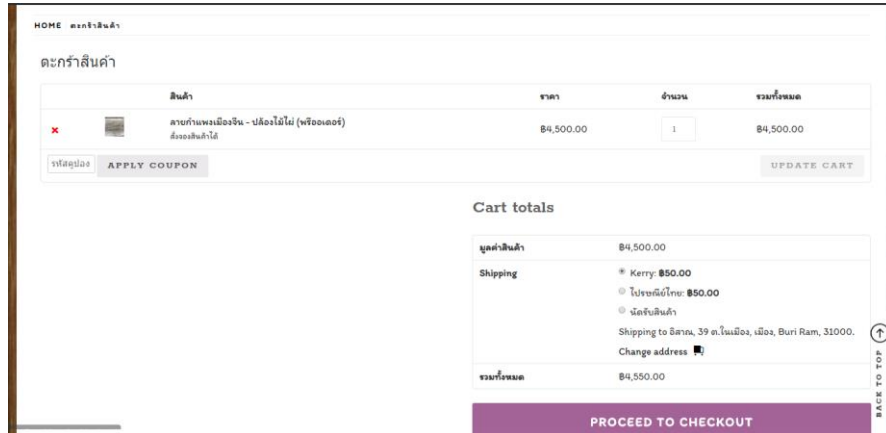 HOME ตะกร้าสินค้า
ตะกร้าสินค้า
สินค้า ราคา จำนวน รวมทั้งหมด
ลายกำแพงเมืองจีน - ปล้องไม้ไผ่ (พรีออเดอร์) ฿4,500.00 1 ฿4,500.00
สั่งจองสินค้าได้
รหัสคูปอง APPLY COUPON UPDATE CART
Cart totals
มูลค่าสินค้า ฿4,500.00
Shipping Kerry: ฿50.00
ไปรษณีย์ไทย: ฿50.00
นัดรับสินค้า
Shipping to อีสาณ, 39 ต.ในเมือง, เมือง, Buri Ram, 31000.
Change address
รวมทั้งหมด ฿4,550.00
PROCEED TO CHECKOUT
BACK TO TOP